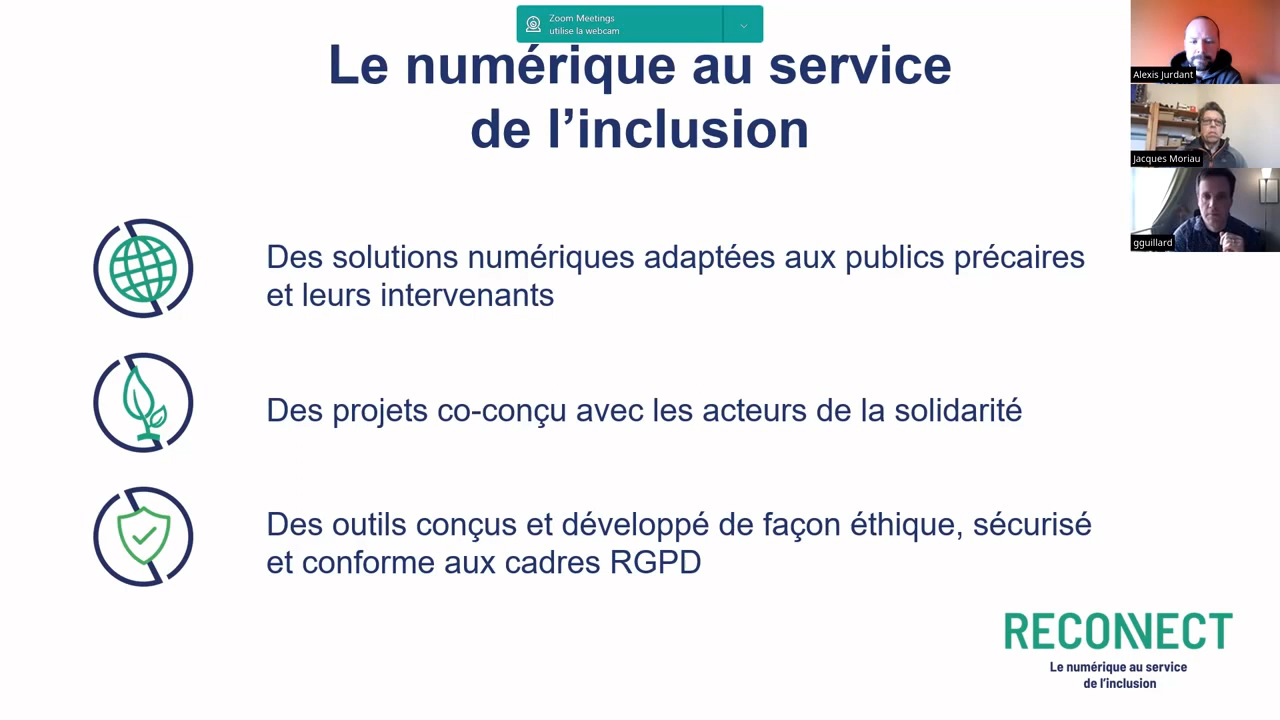 Zoom Meetings
utilise la webcam
Le numérique au service
de l’inclusion
Alexis Jurdant
Jacques Moriau
gguillard
Des solutions numériques adaptées aux publics précaires
et leurs intervenants
Des projets co-conçu avec les acteurs de la solidarité
Des outils conçus et développé de façon éthique, sécurisé
et conforme aux cadres RGPD
RECONNECT
Le numérique au service
de l’inclusion